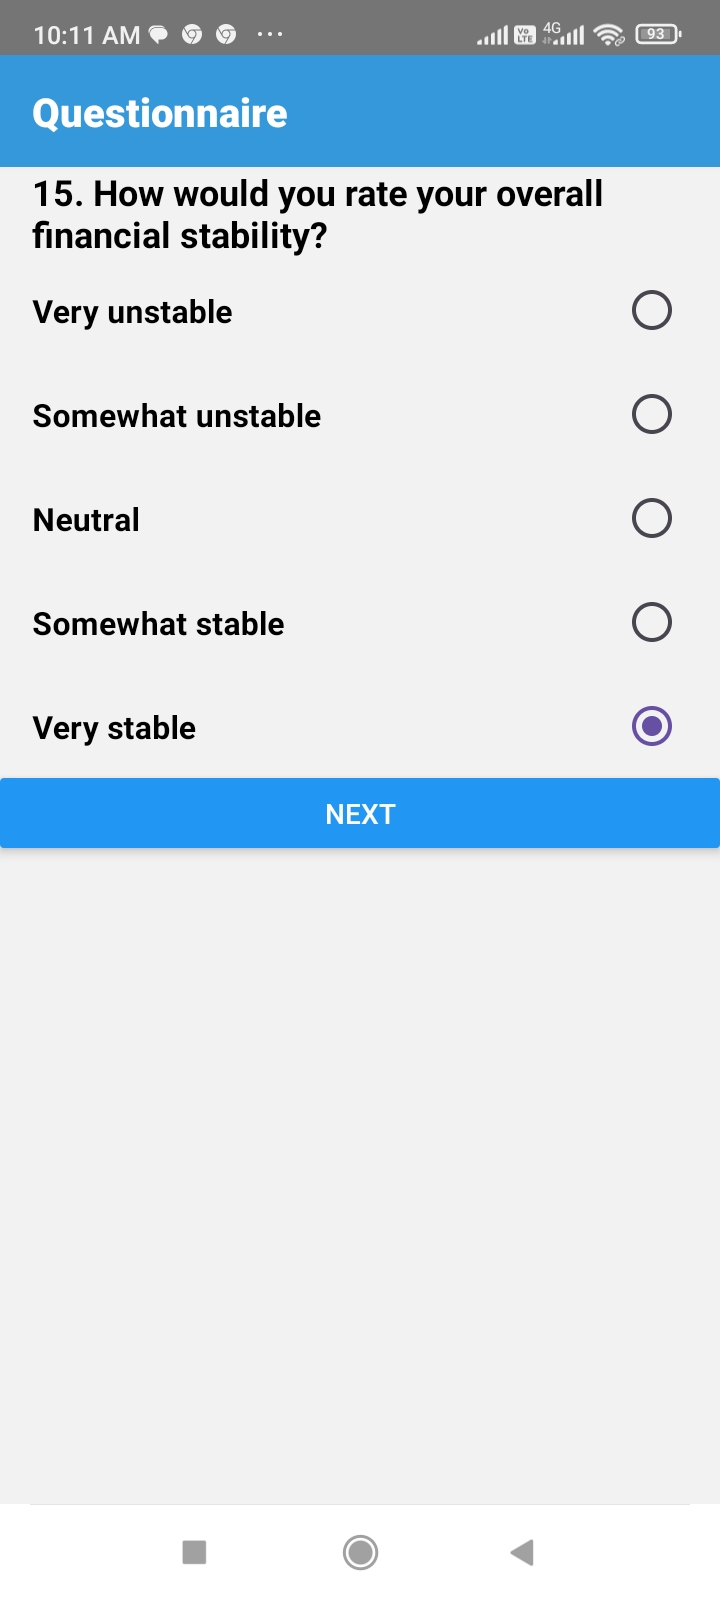 10:11 AM
Vo LTE
4G
93
Questionnaire
15. How would you rate your overall
financial stability?
Very unstable
Somewhat unstable
Neutral
Somewhat stable
Very stable
NEXT